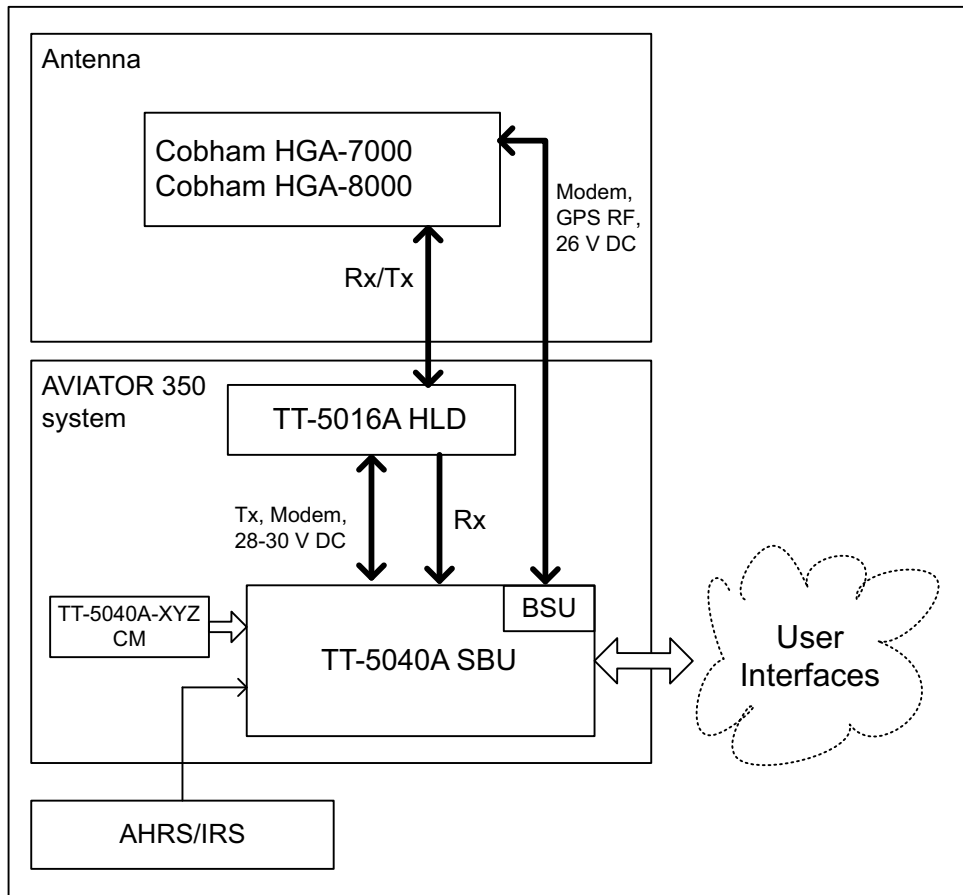 Antenna
Cobham HGA-7000
Cobham HGA-8000
Modem,
GPS RF,
26 V DC
Rx/Tx
AVIATOR 350
system
TT-5016A HLD
Tx, Modem,
28-30 V DC
Rx
BSU
TT-5040A-XYZ
CM
TT-5040A SBU
User
Interfaces
AHRS/IRS